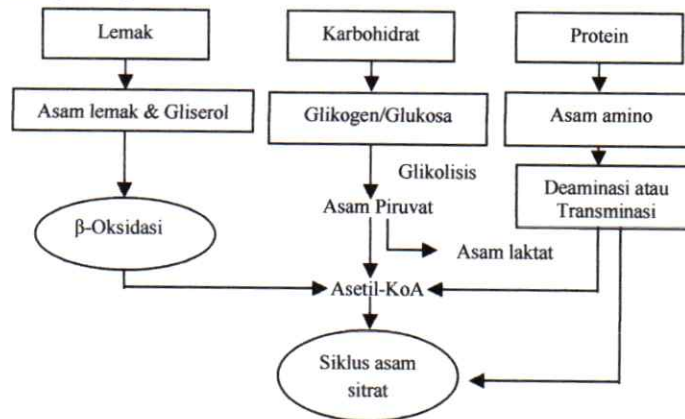 Lemak
Karbohidrat
Protein
Asam lemak & Gliserol
Glikogen/Glukosa
Asam amino
Glikolisis
Deaminasi atau
Transminasi
Asam Piruvat
β-Oksidasi
Asam laktat
Asetil-KoA
Siklus asam
sitrat